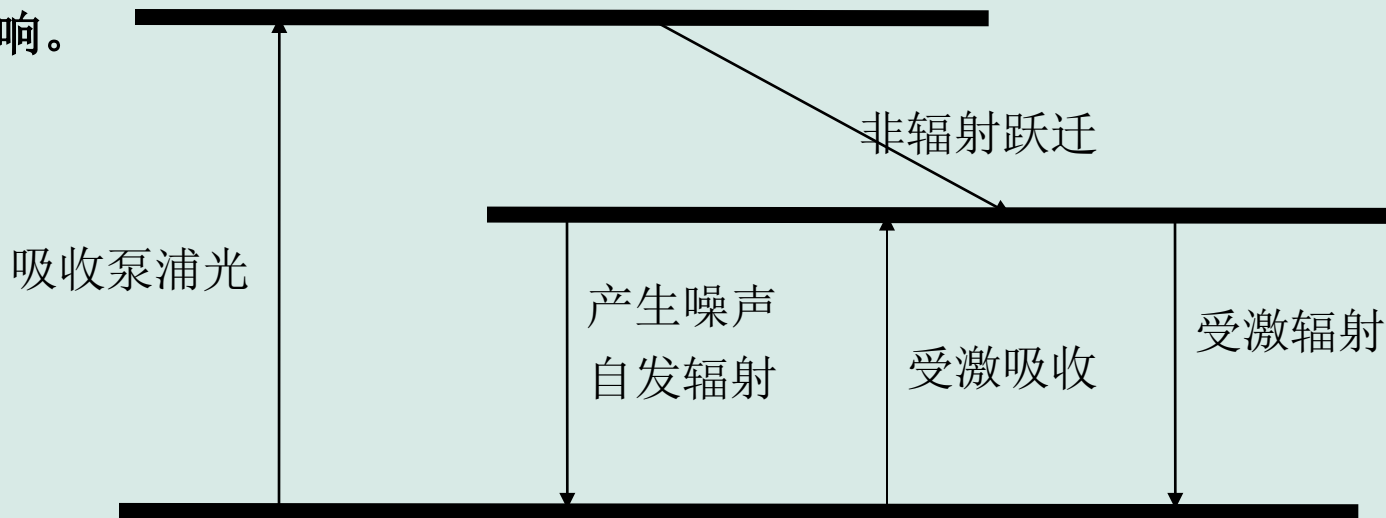 响。
非辐射跃迁
吸收泵浦光
产生噪声
自发辐射
受激吸收
受激辐射